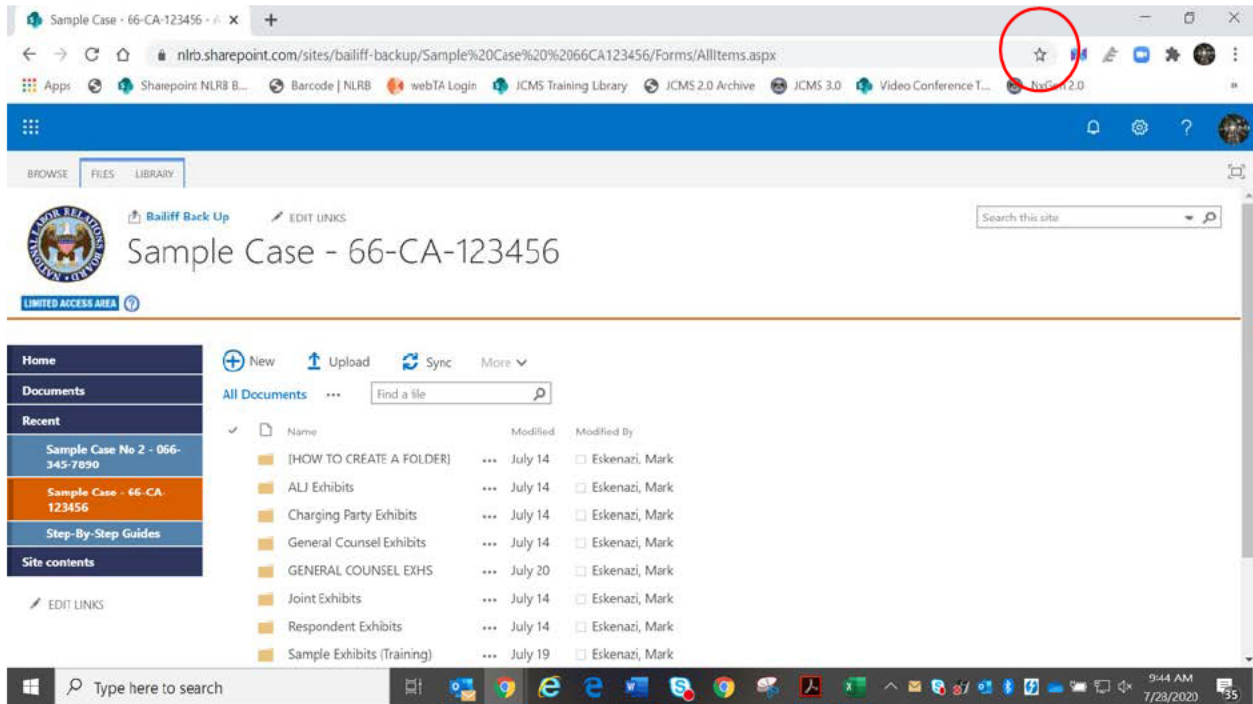 Sample Case - 66-CA-123456 - A
nlrb.sharepoint.com/sites/bailiff-backup/Sample%20Case%20%2066CA123456/Forms/AllItems.aspx
Apps Sharepoint NLRB B... Barcode | NLRB webTA Login JCMS Training Library JCMS 2.0 Archive JCMS 3.0 Video Conference T... NxGen 2.0 »
BROWSE FILES LIBRARY
Bailiff Back Up EDIT LINKS Search this site
Sample Case - 66-CA-123456
NATIONAL LABOR RELATIONS BOARD
LIMITED ACCESS AREA ?
Home New Upload Sync More
Documents All Documents ... Find a file
Recent
Name Modified Modified By
Sample Case No 2 - 066-
345-7890
[HOW TO CREATE A FOLDER] ... July 14 Eskenazi, Mark
Sample Case - 66-CA-
123456
ALJ Exhibits ... July 14 Eskenazi, Mark
Charging Party Exhibits ... July 14 Eskenazi, Mark
Step-By-Step Guides
General Counsel Exhibits ... July 14 Eskenazi, Mark
Site contents
GENERAL COUNSEL EXHS ... July 20 Eskenazi, Mark
EDIT LINKS
Joint Exhibits ... July 14 Eskenazi, Mark
Respondent Exhibits ... July 14 Eskenazi, Mark
Sample Exhibits (Training) ... July 19 Eskenazi, Mark
Type here to search
9:44 AM
7/28/2020
35